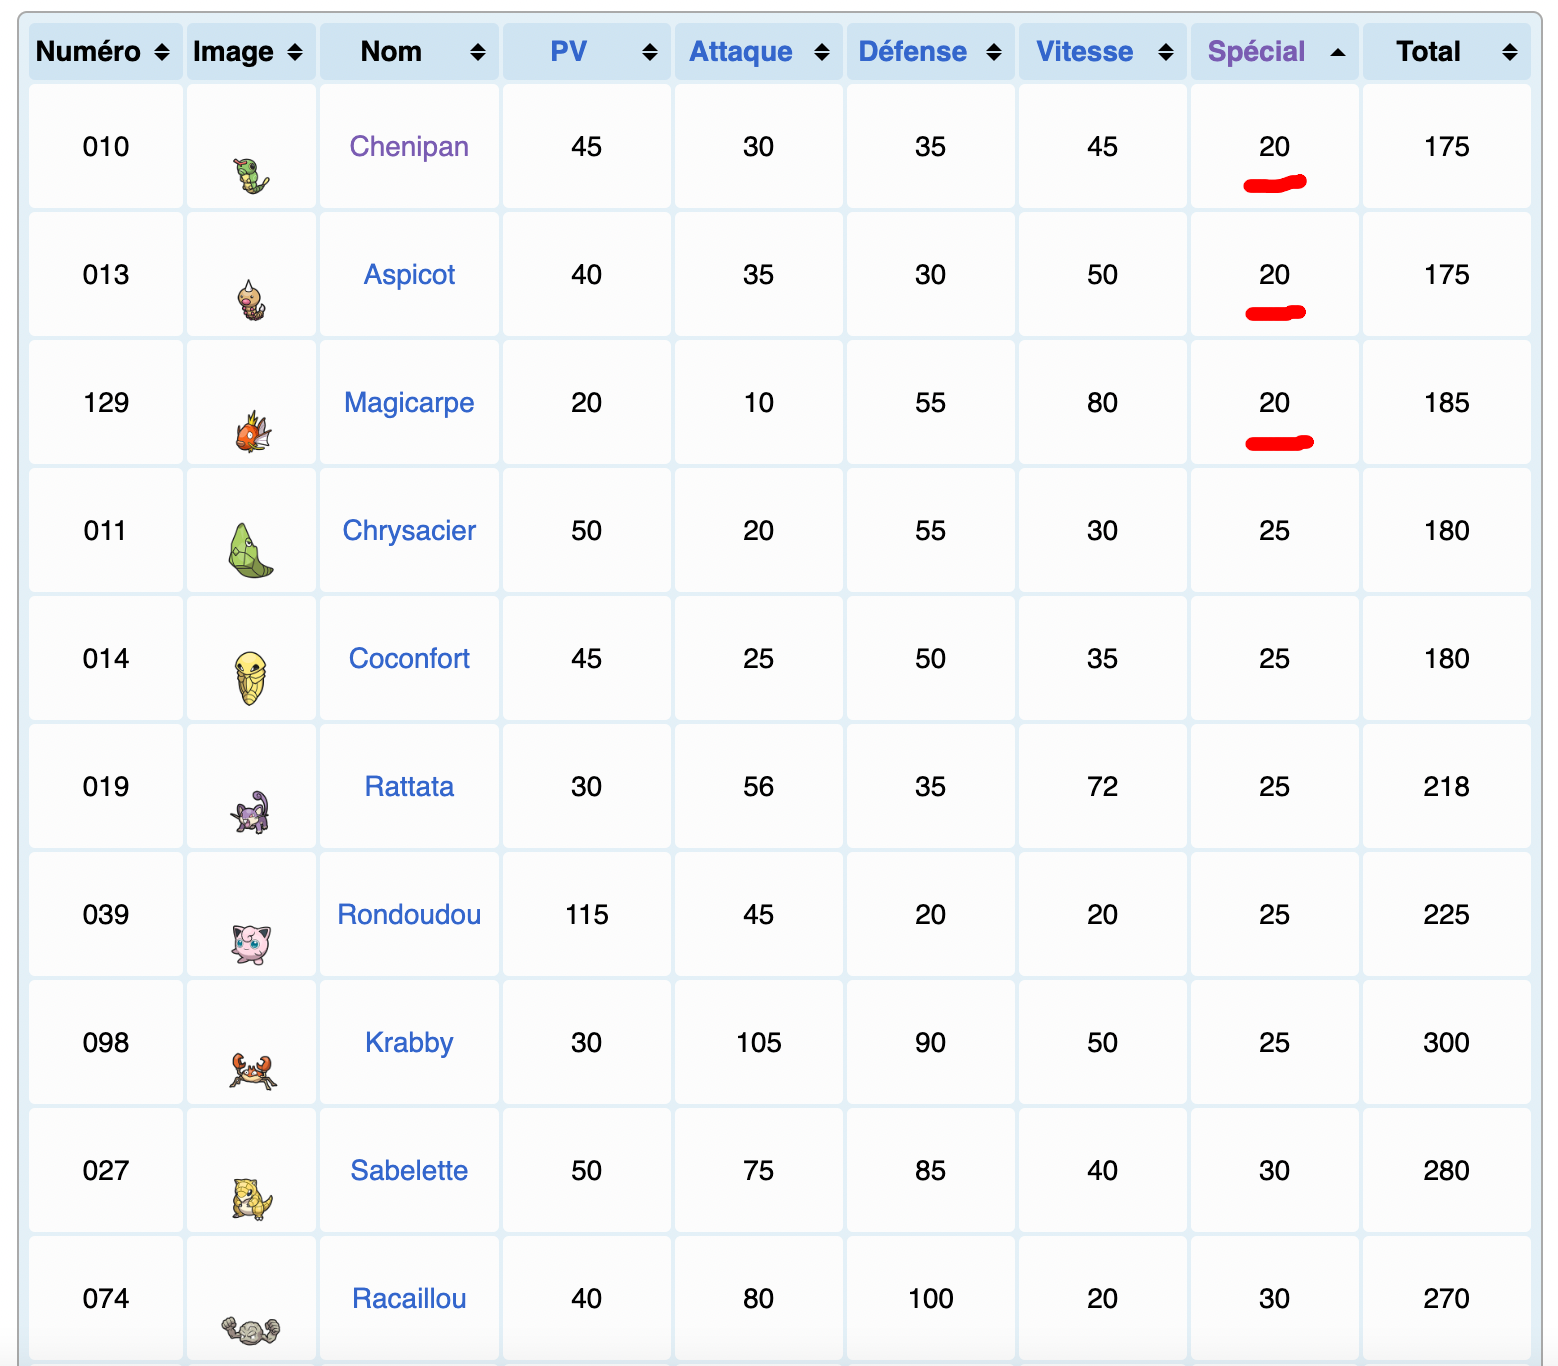 Numéro Image Nom PV Attaque Défense Vitesse Spécial Total
010 Chenipan 45 30 35 45 20 175
013 Aspicot 40 35 30 50 20 175
129 Magicarpe 20 10 55 80 20 185
011 Chrysacier 50 20 55 30 25 180
014 Coconfort 45 25 50 35 25 180
019 Rattata 30 56 35 72 25 218
039 Rondoudou 115 45 20 20 25 225
098 Krabby 30 105 90 50 25 300
027 Sabelette 50 75 85 40 30 280
074 Racaillou 40 80 100 20 30 270